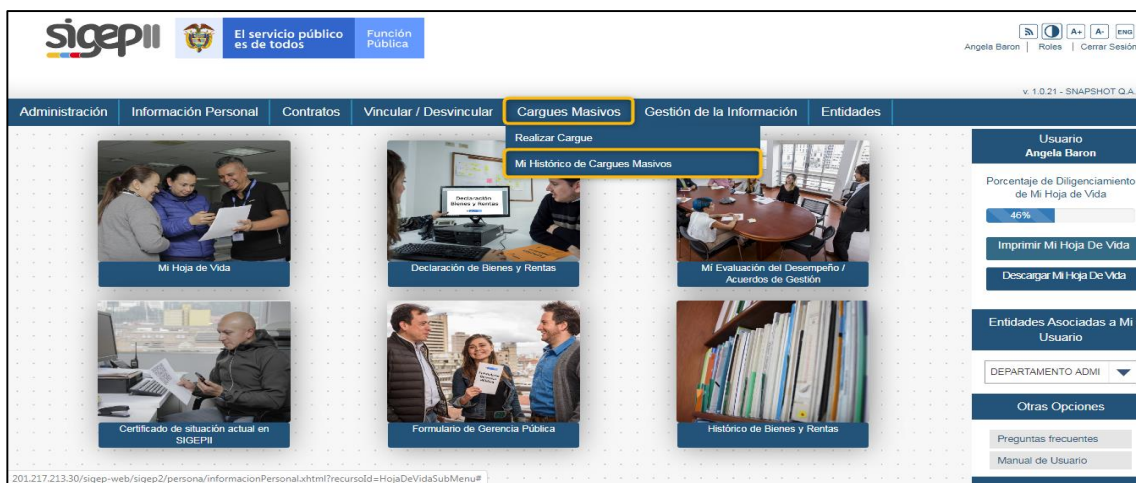 sigepII
El servicio público
es de todos
Función
Pública
A+ A- ENG
Angela Baron | Roles | Cerrar Sesión
v. 1.0.21 - SNAPSHOT Q.A.
Administración
Información Personal
Contratos
Vincular / Desvincular
Cargues Masivos
Gestión de la Información
Entidades
Realizar Cargue
Mi Histórico de Cargues Masivos
Declaración
Bienes y Rentas
Mi Hoja de Vida
Declaración de Bienes y Rentas
Mi Evaluación del Desempeño /
Acuerdos de Gestión
Certificado de situación actual en
SIGEPII
Formulario de Gerencia Pública
Histórico de Bienes y Rentas
Usuario
Angela Baron
Porcentaje de Diligenciamiento
de Mi Hoja de Vida
46%
Imprimir Mi Hoja De Vida
Descargar Mi Hoja De Vida
Entidades Asociadas a Mi
Usuario
DEPARTAMENTO ADMI
Otras Opciones
Preguntas frecuentes
Manual de Usuario
201.217.213.30/sigep-web/sigep2/persona/informacionPersonal.xhtml?recursoId=HojaDeVidaSubMenu#